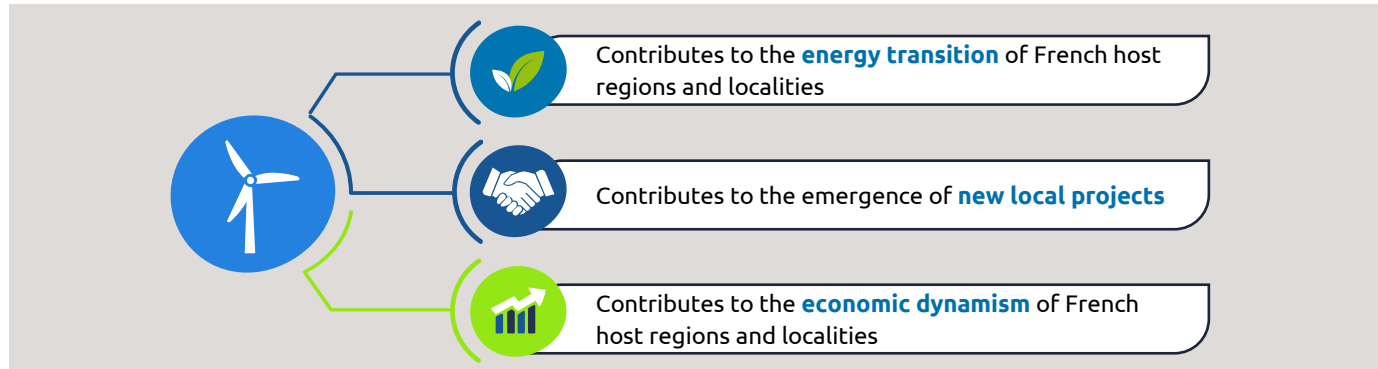 Contributes to the energy transition of French host
regions and localities
Contributes to the emergence of new local projects
Contributes to the economic dynamism of French
host regions and localities